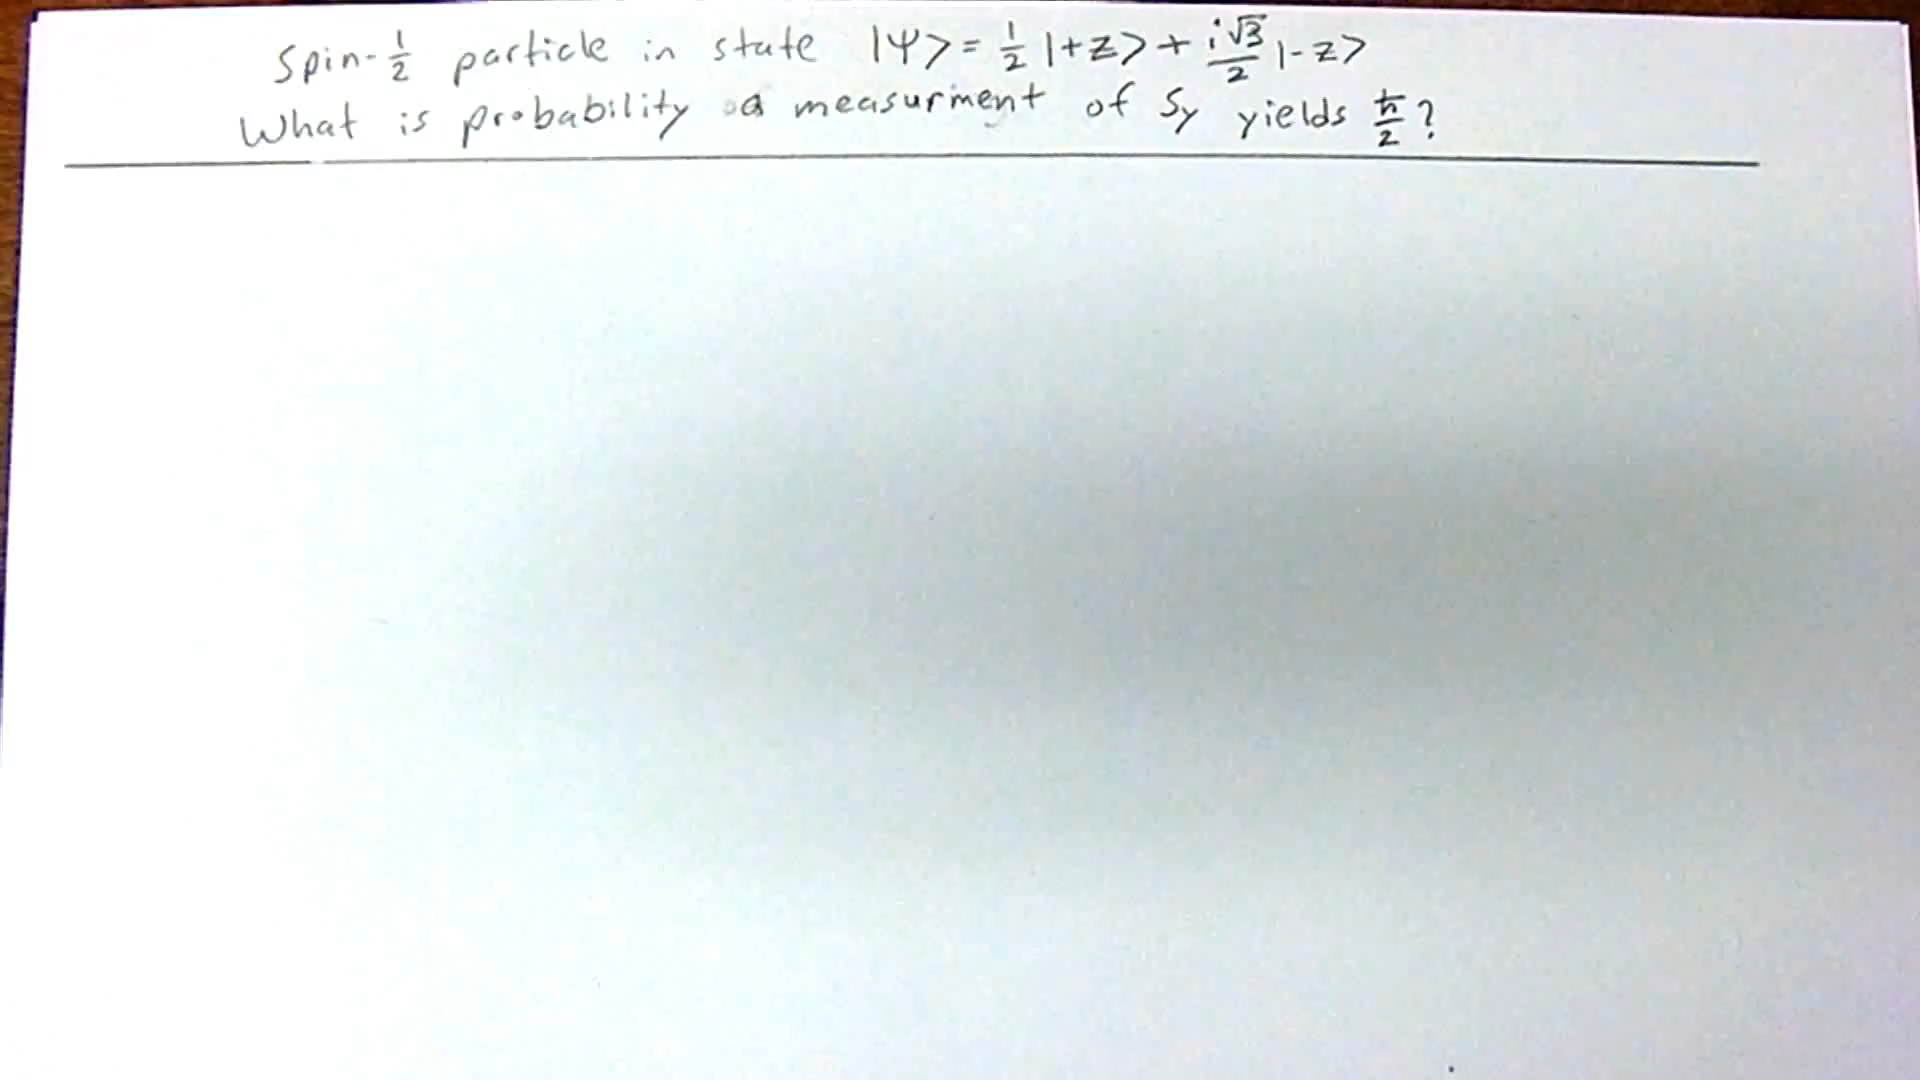 Spin-½ particle in state |Ψ> = 1/2 |+z> + i√3/2 |-z>
What is probability a measurment of Sy yields ħ/2?